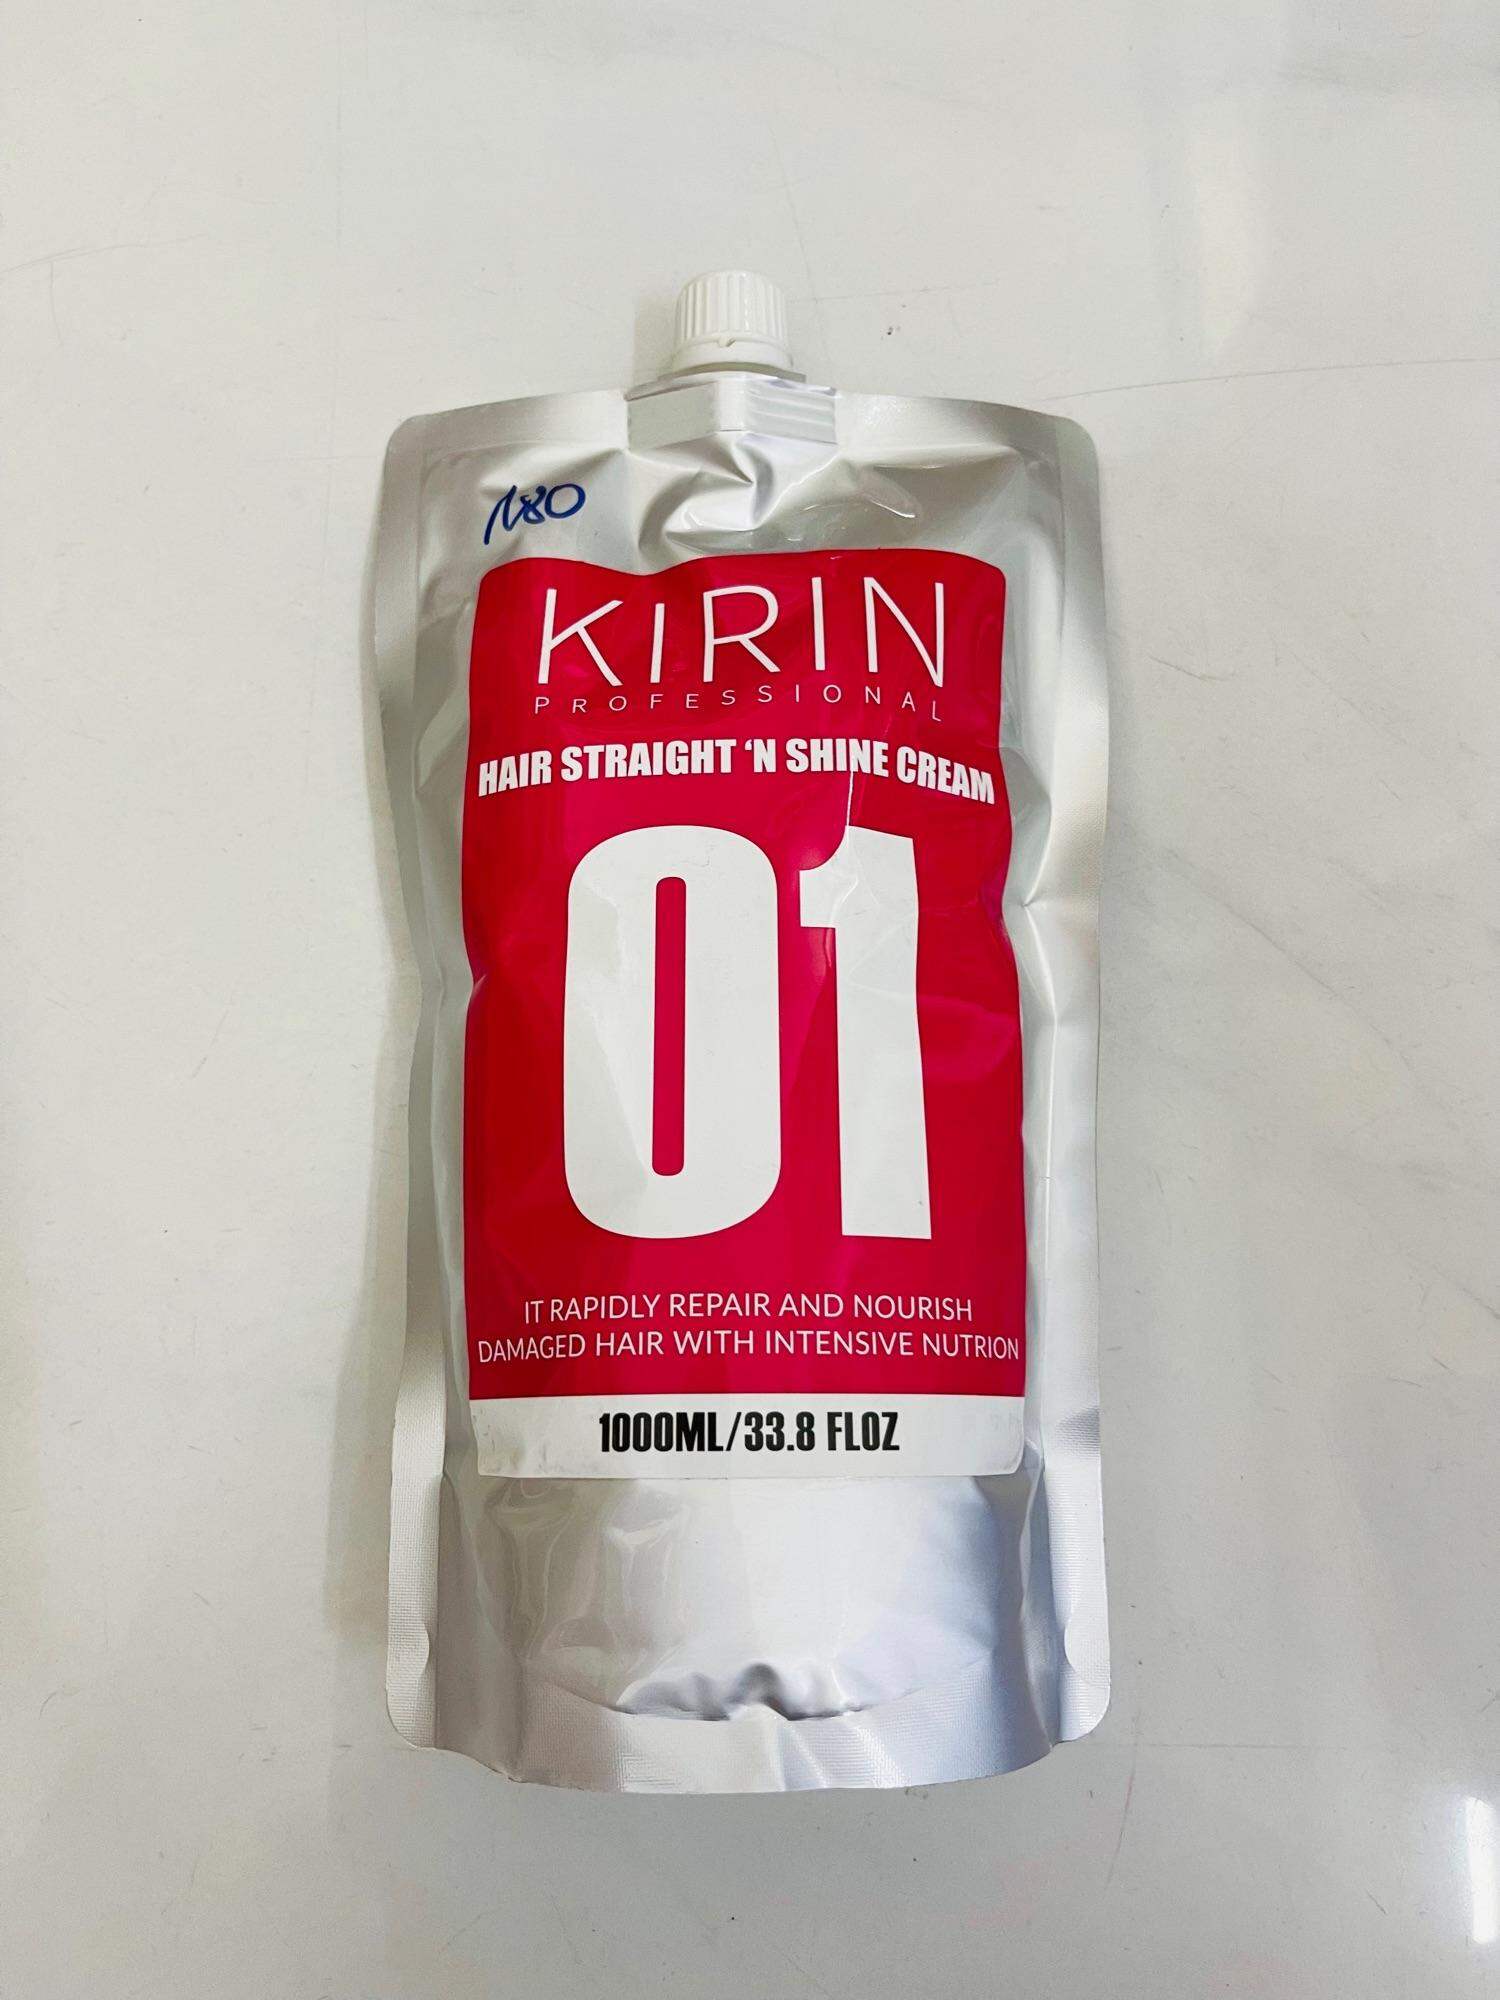 180
KIRIN
PROFESSIONAL
HAIR STRAIGHT ‘N SHINE CREAM
01
IT RAPIDLY REPAIR AND NOURISH
DAMAGED HAIR WITH INTENSIVE NUTRION
1000ML/33.8 FLOZ